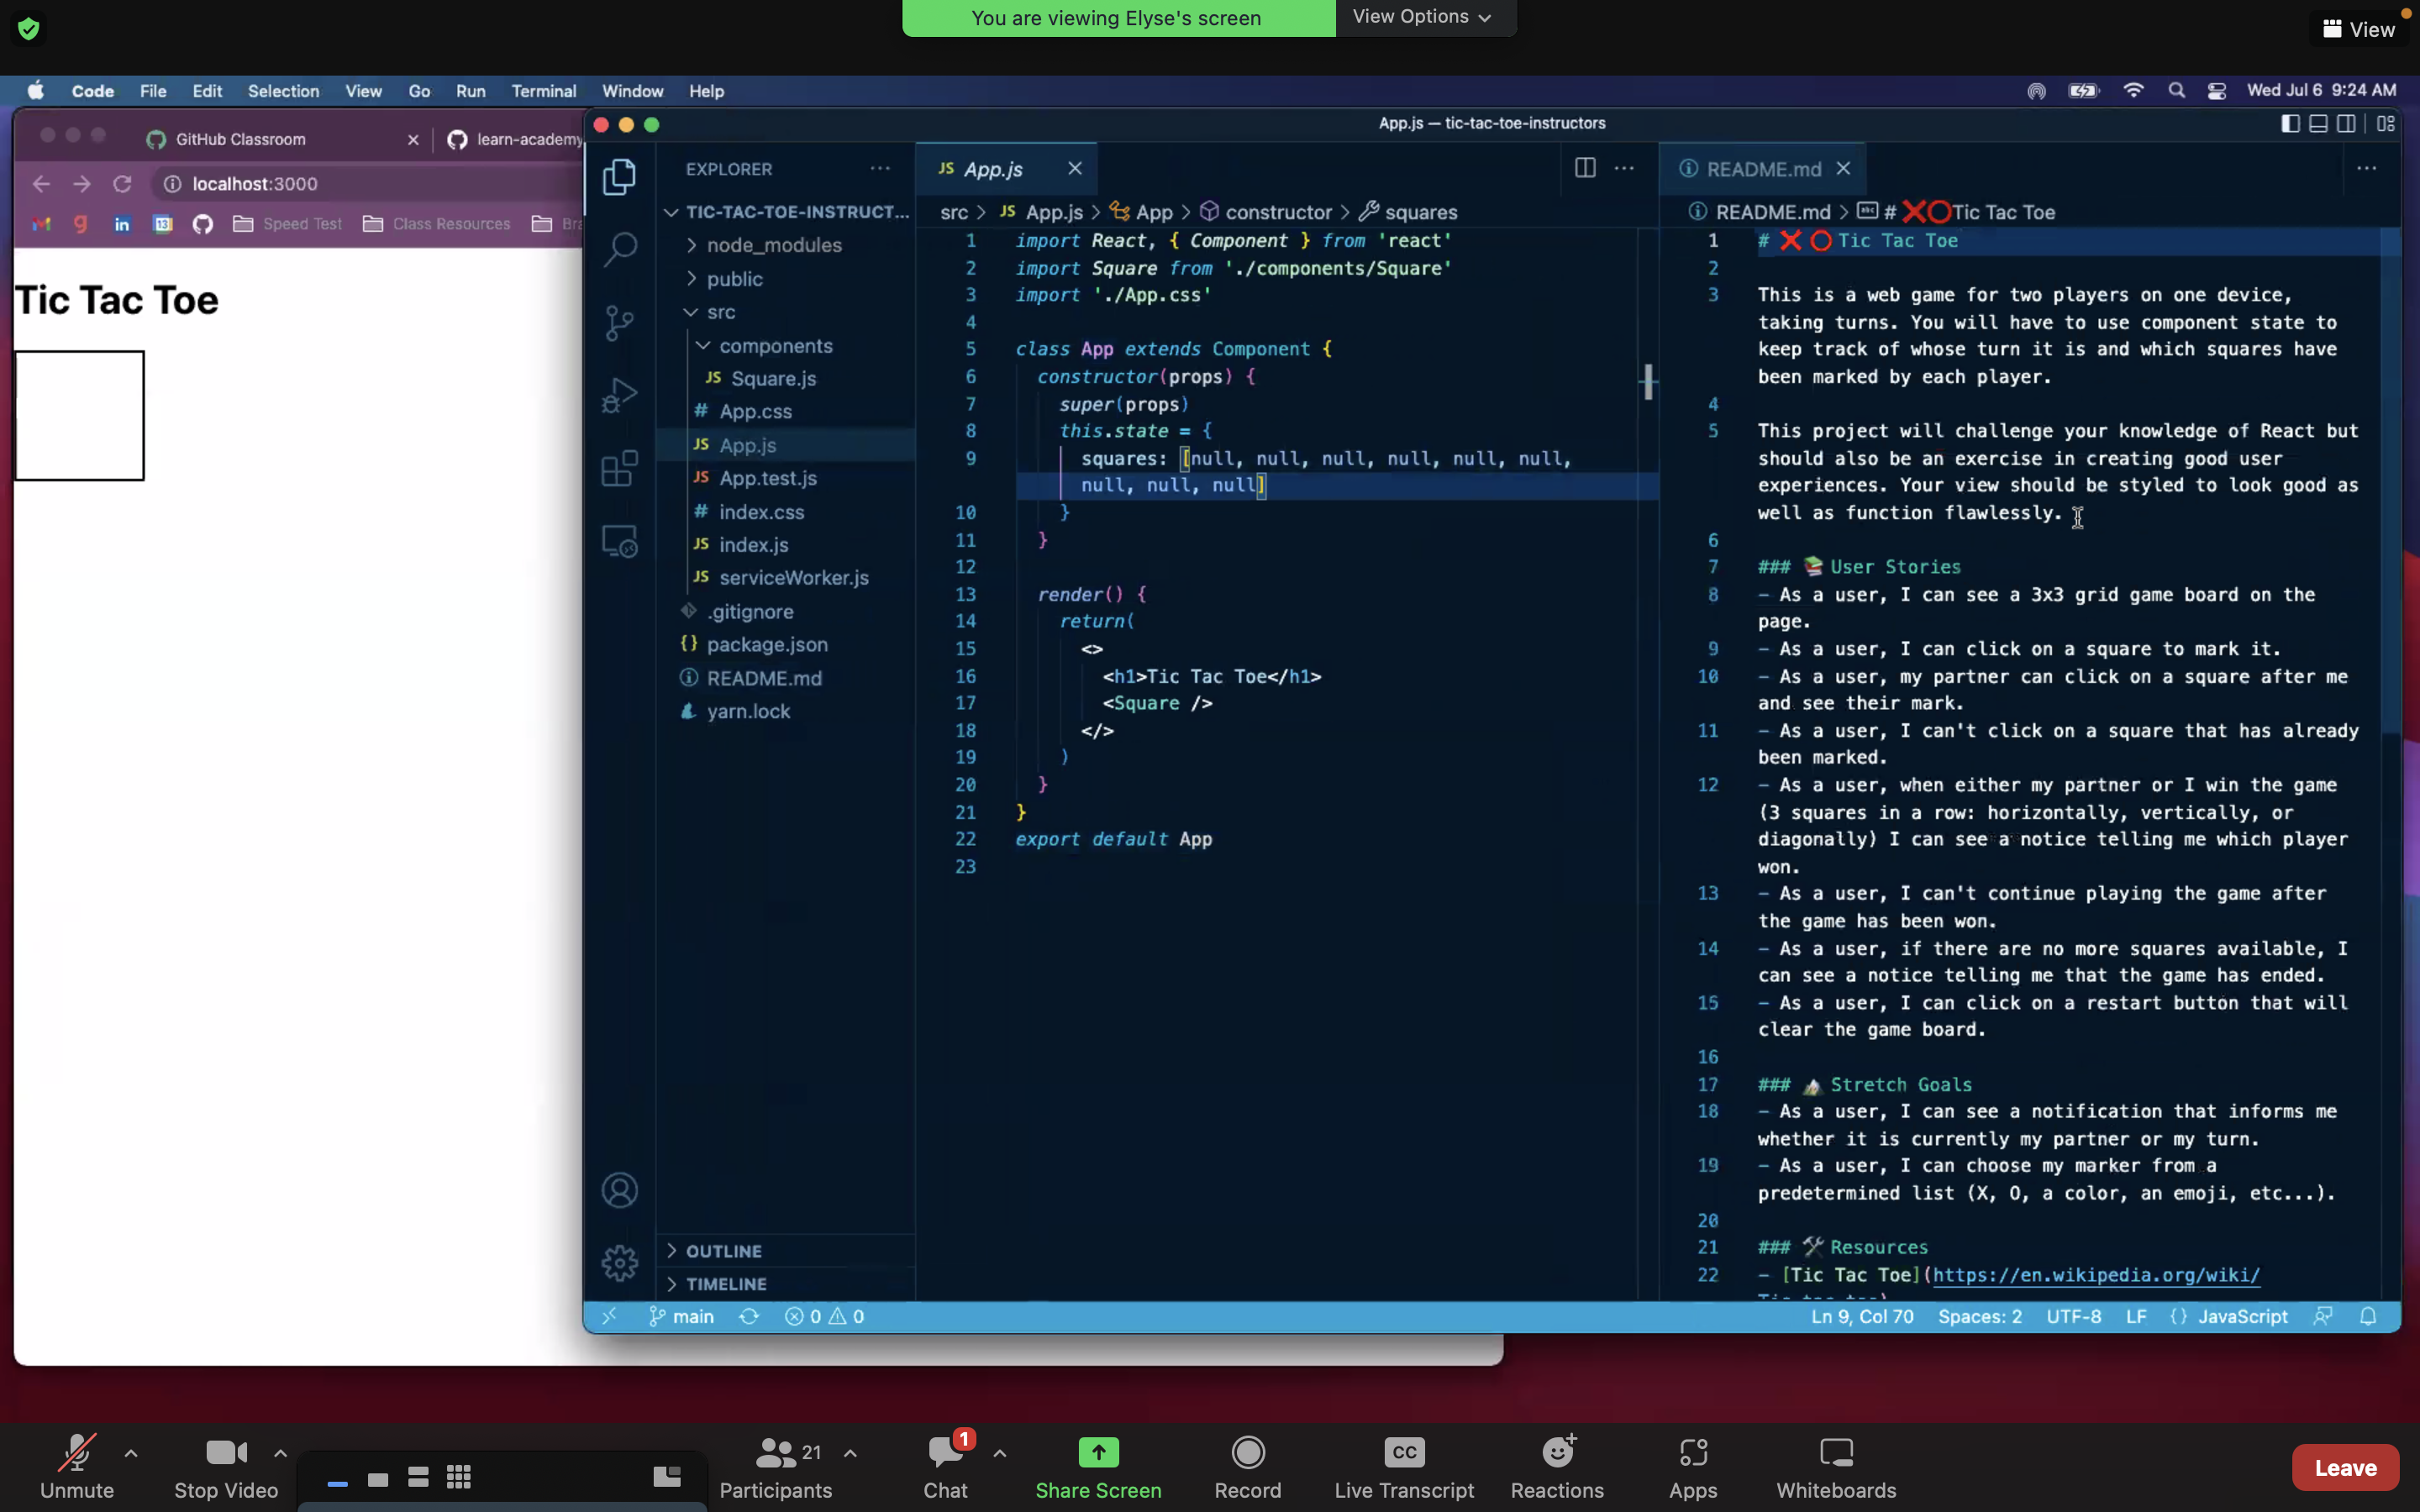 You are viewing Elyse's screen
View Options
View
Code File Edit Selection View Go Run Terminal Window Help
Wed Jul 6 9:24 AM
GitHub Classroom
learn-academy
localhost:3000
Speed Test
Class Resources
Tic Tac Toe
App.js — tic-tac-toe-instructors
EXPLORER
TIC-TAC-TOE-INSTRUCT...
node_modules
public
src
components
JS Square.js
# App.css
JS App.js
JS App.test.js
# index.css
JS index.js
JS serviceWorker.js
.gitignore
{} package.json
README.md
yarn.lock
OUTLINE
TIMELINE
JS App.js
src > JS App.js > App > constructor > squares
1 import React, { Component } from 'react'
2 import Square from './components/Square'
3 import './App.css'
4
5 class App extends Component {
6 constructor(props) {
7 super(props)
8 this.state = {
9 squares: [null, null, null, null, null, null,
null, null, null]
10 }
11 }
12
13 render() {
14 return(
15 <>
16 <h1>Tic Tac Toe</h1>
17 <Square />
18 </>
19 )
20 }
21 }
22 export default App
23
README.md
README.md > # ❌⭕Tic Tac Toe
1 # ❌ ⭕ Tic Tac Toe
2
3 This is a web game for two players on one device,
taking turns. You will have to use component state to
keep track of whose turn it is and which squares have
been marked by each player.
4
5 This project will challenge your knowledge of React but
should also be an exercise in creating good user
experiences. Your view should be styled to look good as
well as function flawlessly.
6
7 ### 📚 User Stories
8 - As a user, I can see a 3x3 grid game board on the
page.
9 - As a user, I can click on a square to mark it.
10 - As a user, my partner can click on a square after me
and see their mark.
11 - As a user, I can't click on a square that has already
been marked.
12 - As a user, when either my partner or I win the game
(3 squares in a row: horizontally, vertically, or
diagonally) I can see a notice telling me which player
won.
13 - As a user, I can't continue playing the game after
the game has been won.
14 - As a user, if there are no more squares available, I
can see a notice telling me that the game has ended.
15 - As a user, I can click on a restart button that will
clear the game board.
16
17 ### 🏔 Stretch Goals
18 - As a user, I can see a notification that informs me
whether it is currently my partner or my turn.
19 - As a user, I can choose my marker from a
predetermined list (X, O, a color, an emoji, etc...).
20
21 ### 🛠 Resources
22 - [Tic Tac Toe](https://en.wikipedia.org/wiki/
main
0 0
Ln 9, Col 70 Spaces: 2 UTF-8 LF {} JavaScript
Unmute
Stop Video
21
Participants
1
Chat
Share Screen
Record
CC
Live Transcript
Reactions
Apps
Whiteboards
Leave